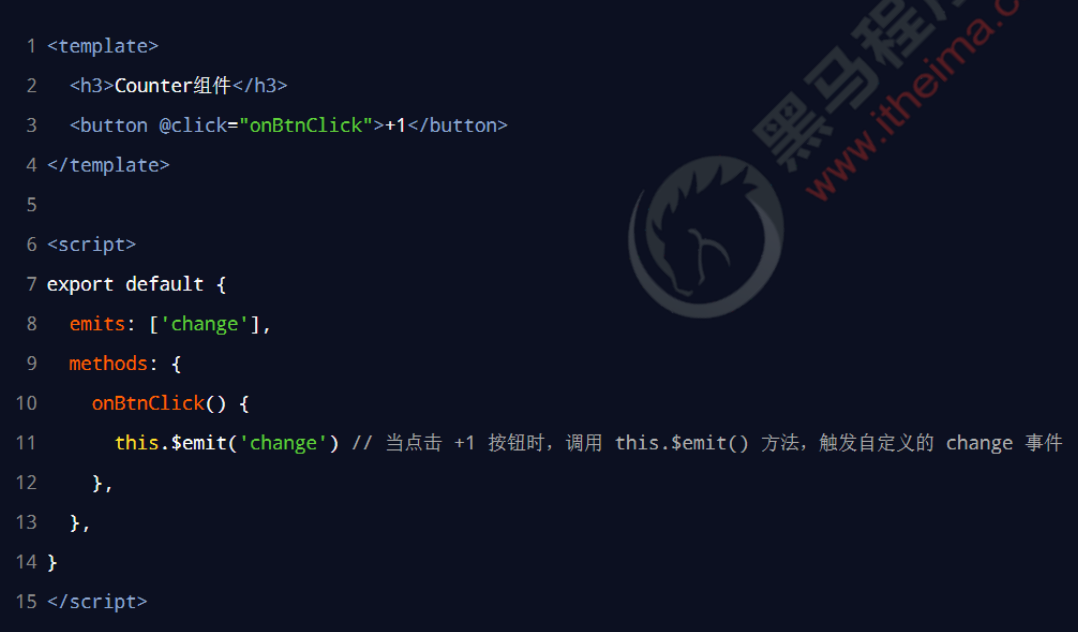 1 <template>
2   <h3>Counter组件</h3>
3   <button @click="onBtnClick">+1</button>
4 </template>
5
6 <script>
7 export default {
8   emits: ['change'],
9   methods: {
10     onBtnClick() {
11       this.$emit('change') // 当点击 +1 按钮时，调用 this.$emit() 方法，触发自定义的 change 事件
12     },
13   },
14 }
15 </script>
黑马程
www.itheima.c